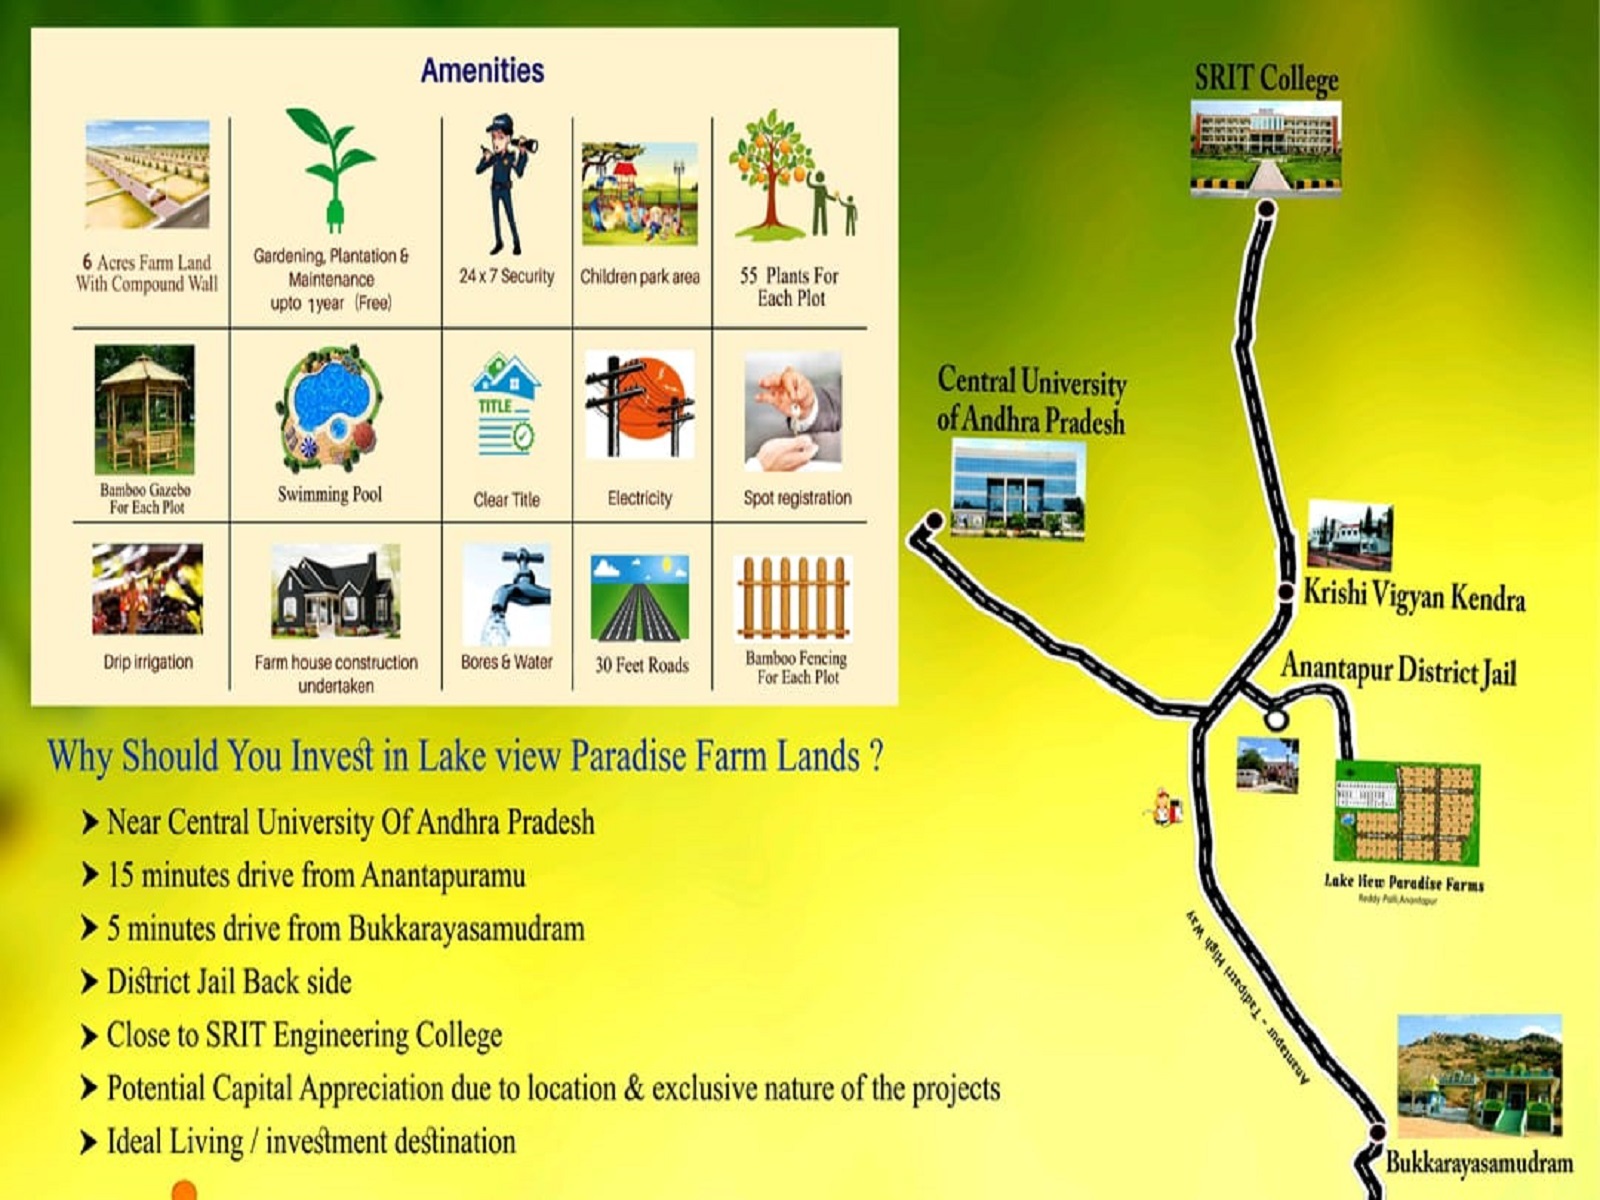 Amenities
6 Acres Farm Land
With Compound Wall
Gardening, Plantation &
Maintenance
upto 1year (Free)
24 x 7 Security
Children park area
55 Plants For
Each Plot
Bamboo Gazebo
For Each Plot
Swimming Pool
TITLE
Clear Title
Electricity
Spot registration
Drip irrigation
Farm house construction
undertaken
Bores & Water
30 Feet Roads
Bamboo Fencing
For Each Plot
Why Should You Invest in Lake view Paradise Farm Lands ?
➤ Near Central University Of Andhra Pradesh
➤ 15 minutes drive from Anantapuramu
➤ 5 minutes drive from Bukkarayasamudram
➤ District Jail Back side
➤ Close to SRIT Engineering College
➤ Potential Capital Appreciation due to location & exclusive nature of the projects
➤ Ideal Living / investment destination
SRIT College
Central University
of Andhra Pradesh
Krishi Vigyan Kendra
Anantapur District Jail
Lake View Paradise Farms
Reddy Palli, Anantapur
Anantapur - Tadipatri High Way
Bukkarayasamudram